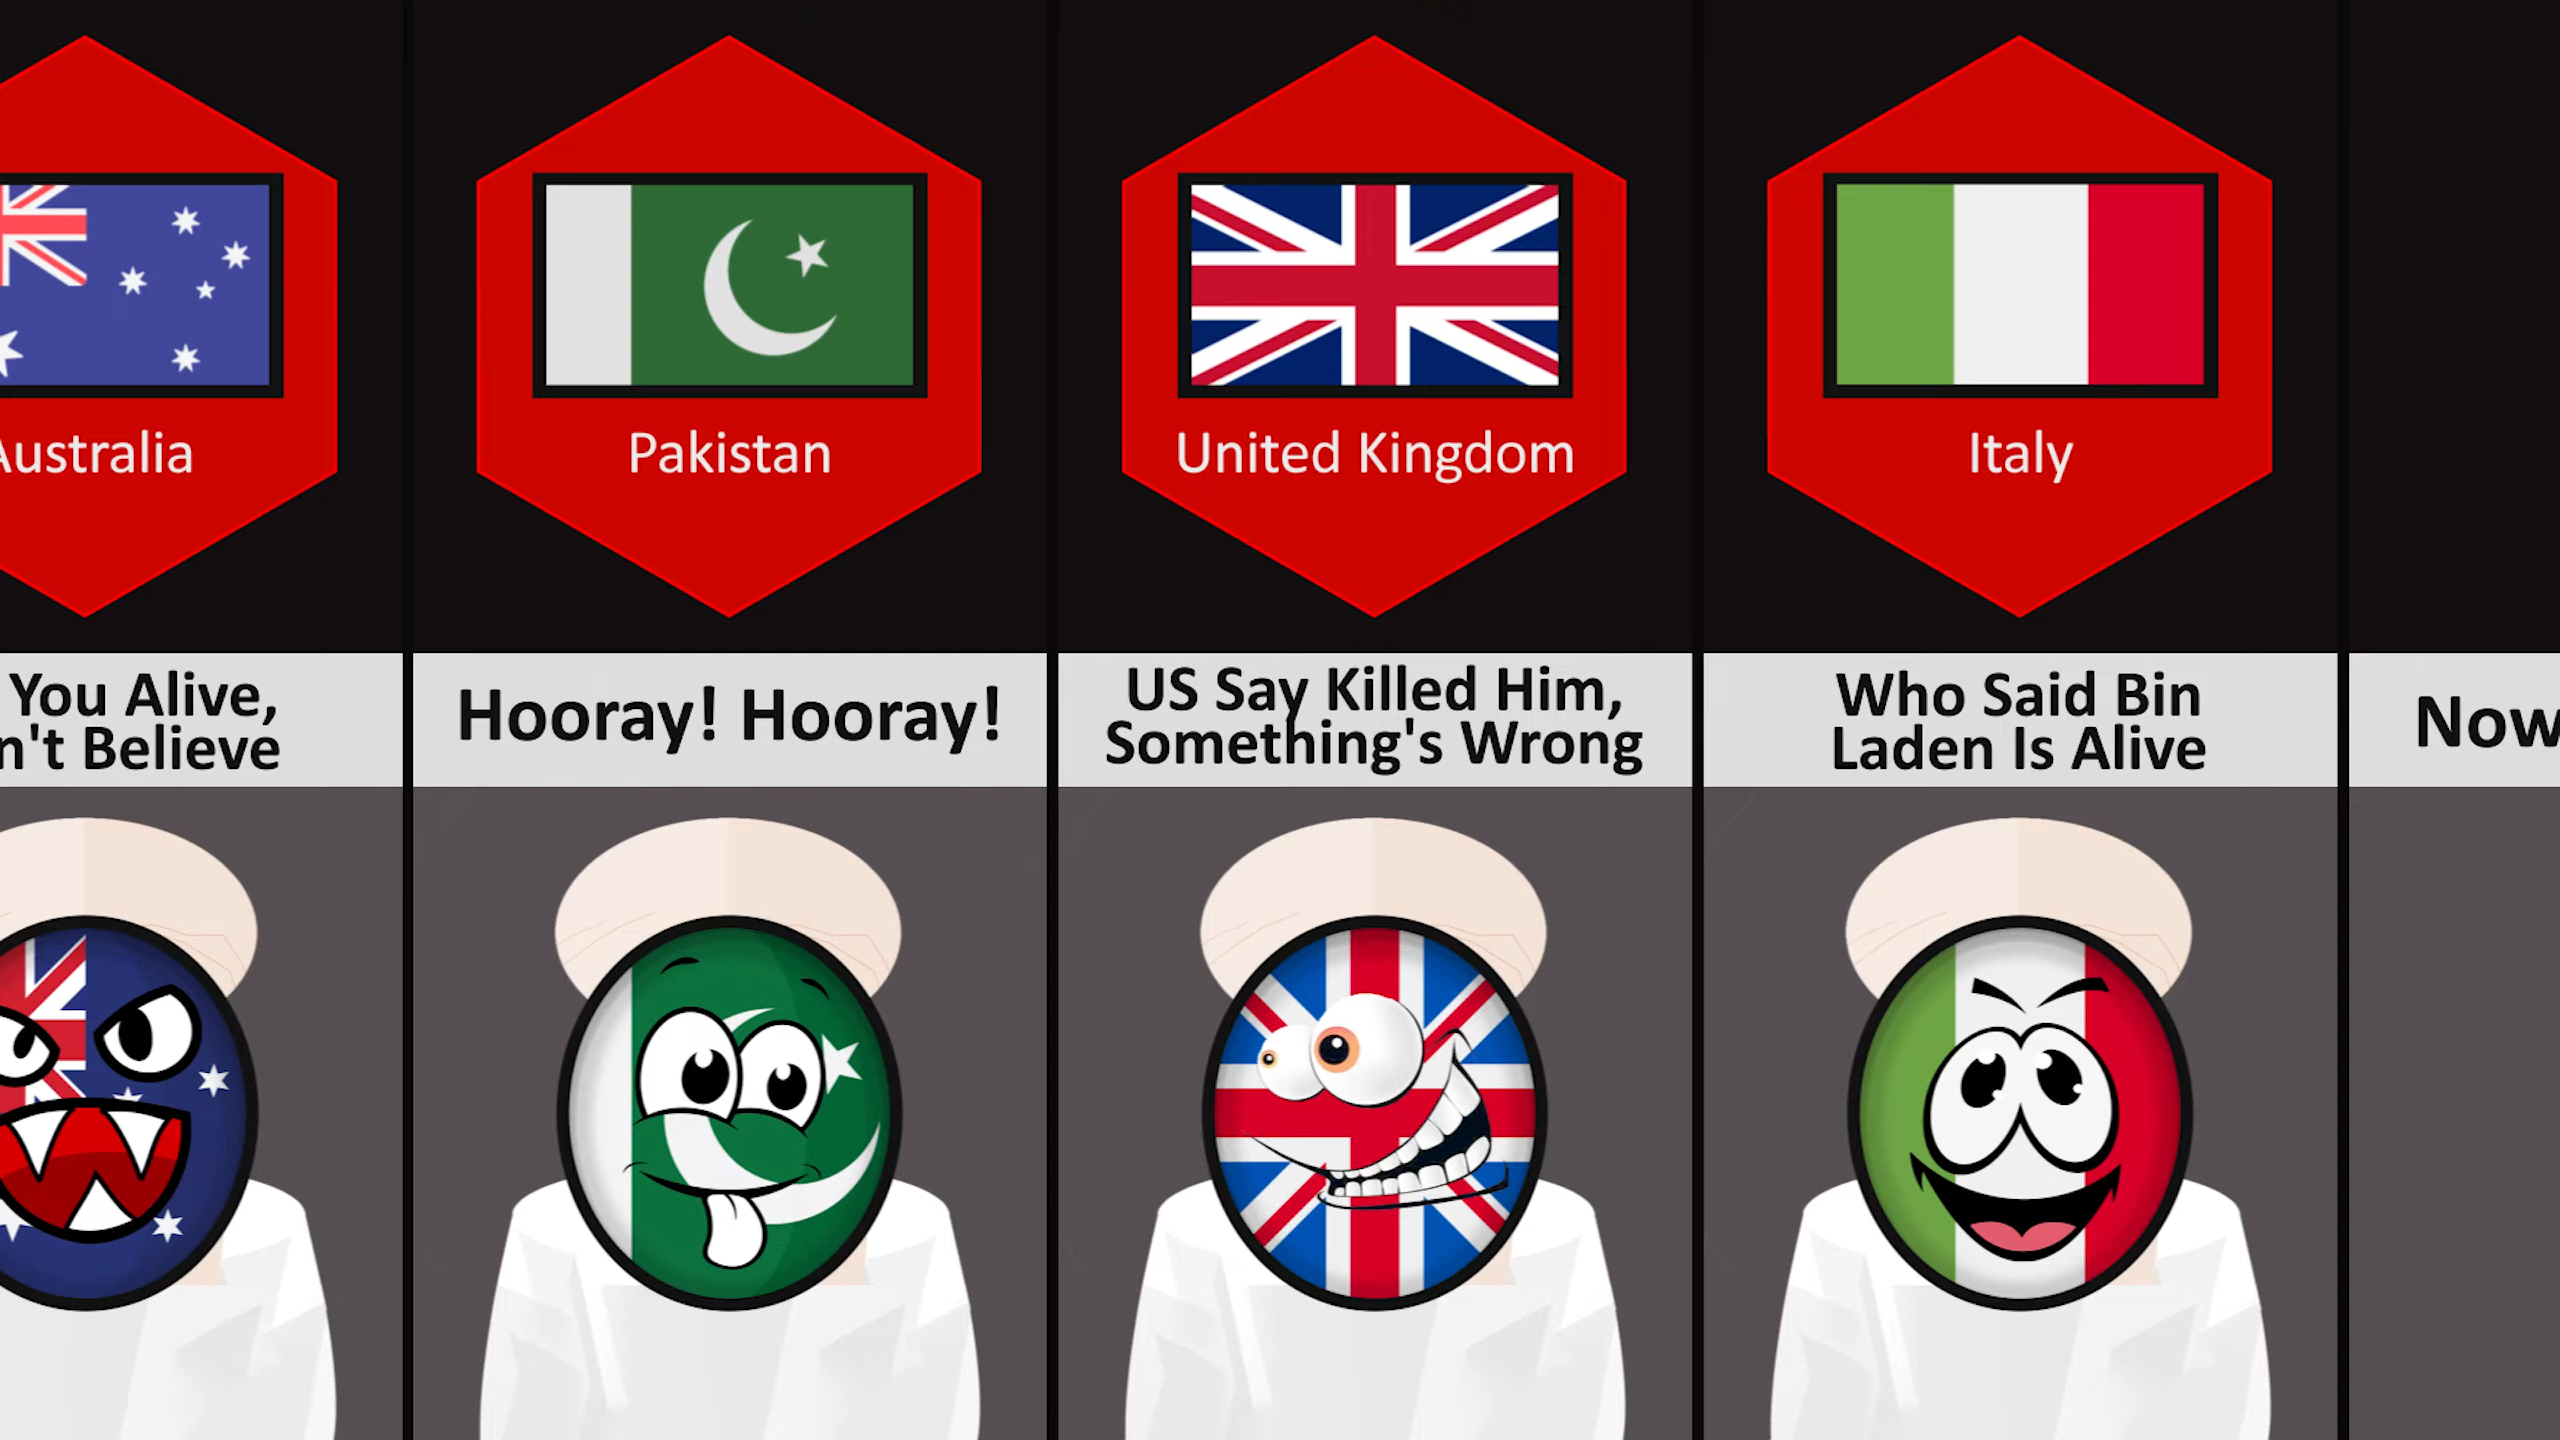 Australia
Pakistan
United Kingdom
Italy
You Alive,
n't Believe
Hooray! Hooray!
US Say Killed Him,
Something's Wrong
Who Said Bin
Laden Is Alive
Now